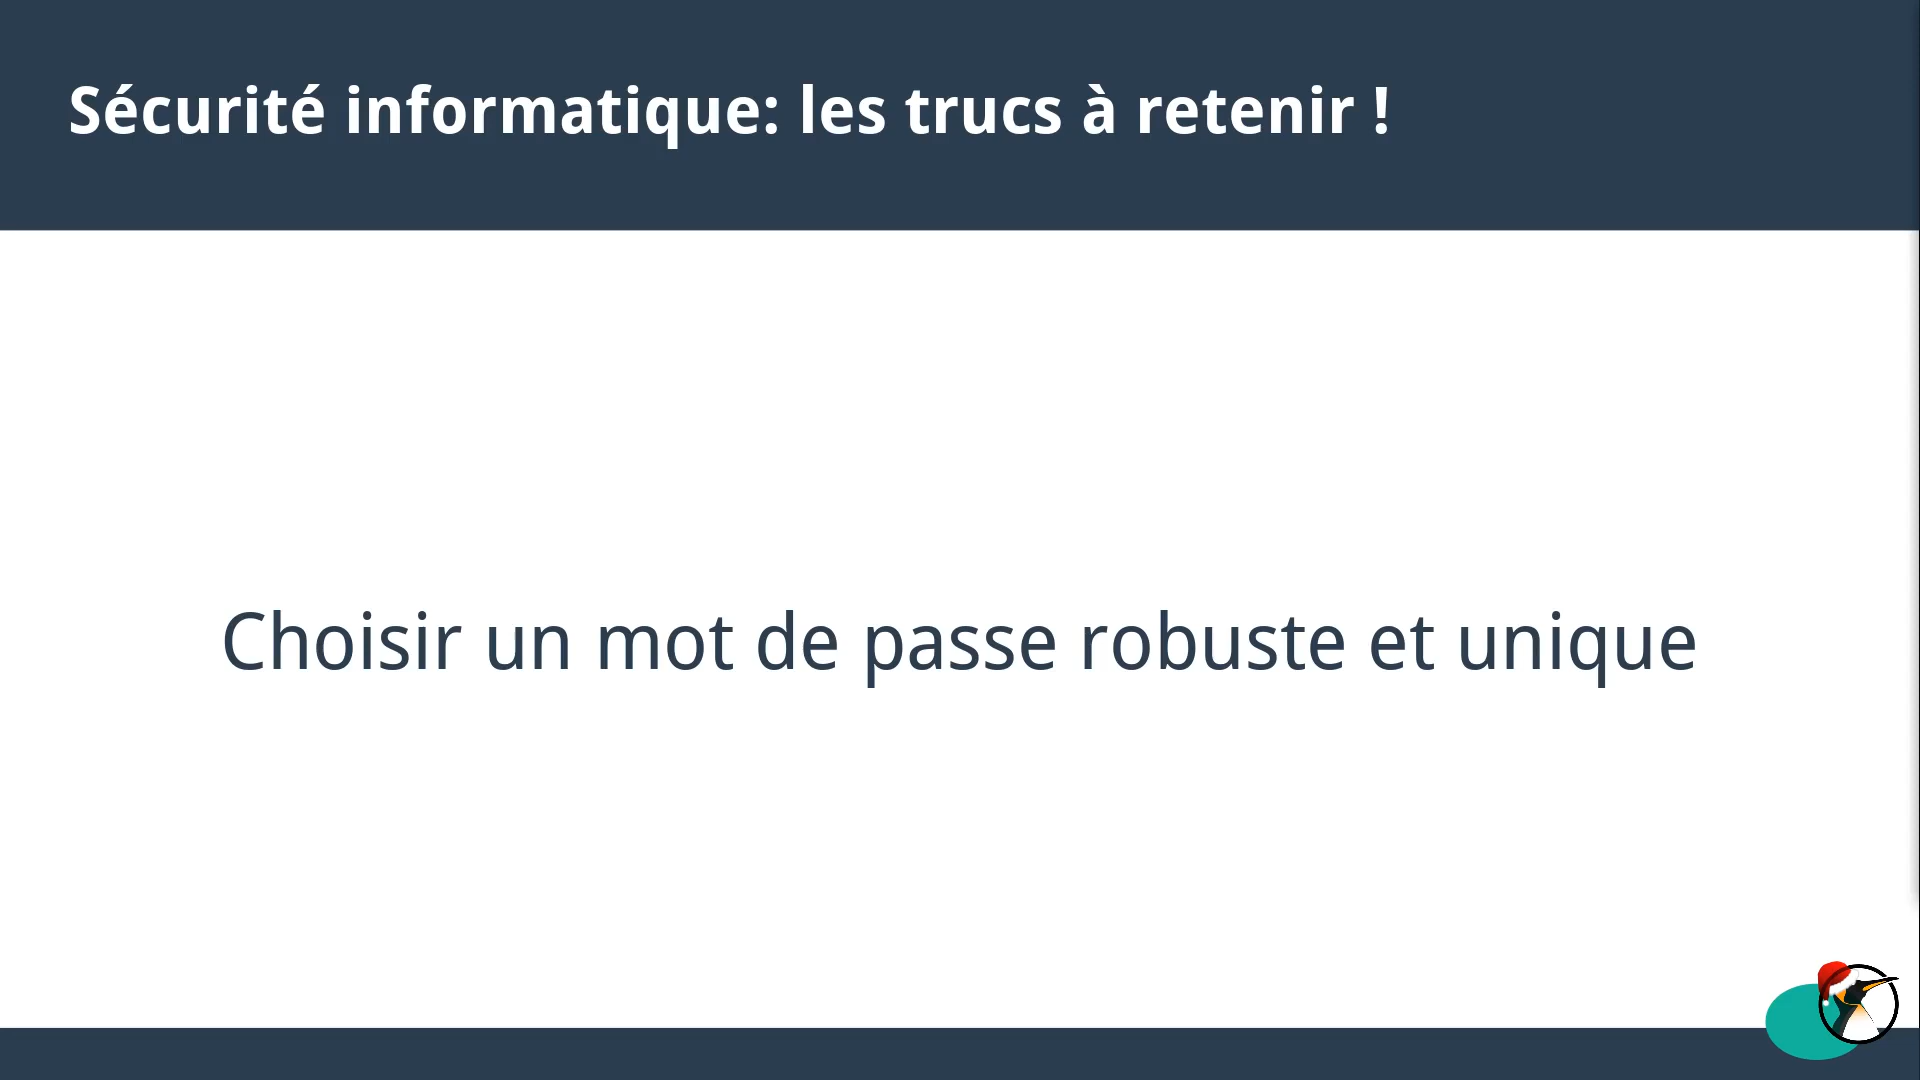 Sécurité informatique: les trucs à retenir !
Choisir un mot de passe robuste et unique